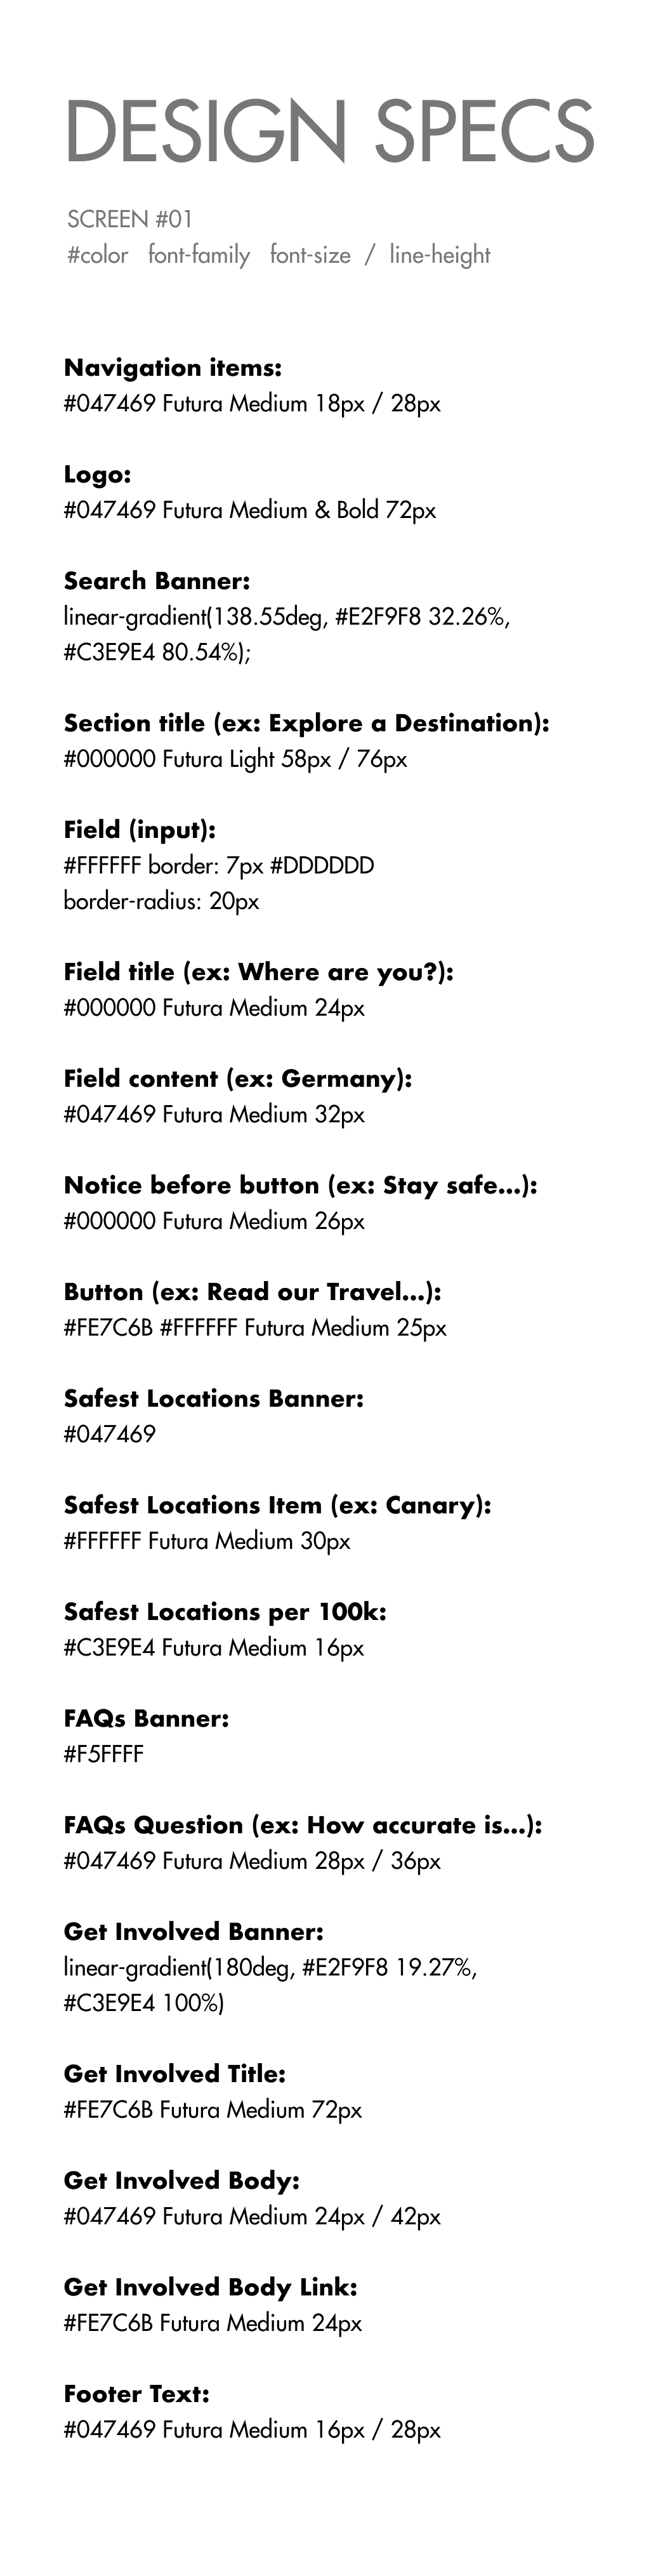 DESIGN SPECS
SCREEN #01
#color font-family font-size / line-height
Navigation items:
#047469 Futura Medium 18px / 28px
Logo:
#047469 Futura Medium & Bold 72px
Search Banner:
linear-gradient(138.55deg, #E2F9F8 32.26%,
#C3E9E4 80.54%);
Section title (ex: Explore a Destination):
#000000 Futura Light 58px / 76px
Field (input):
#FFFFFF border: 7px #DDDDDD
border-radius: 20px
Field title (ex: Where are you?):
#000000 Futura Medium 24px
Field content (ex: Germany):
#047469 Futura Medium 32px
Notice before button (ex: Stay safe...):
#000000 Futura Medium 26px
Button (ex: Read our Travel...):
#FE7C6B #FFFFFF Futura Medium 25px
Safest Locations Banner:
#047469
Safest Locations Item (ex: Canary):
#FFFFFF Futura Medium 30px
Safest Locations per 100k:
#C3E9E4 Futura Medium 16px
FAQs Banner:
#F5FFFF
FAQs Question (ex: How accurate is...):
#047469 Futura Medium 28px / 36px
Get Involved Banner:
linear-gradient(180deg, #E2F9F8 19.27%,
#C3E9E4 100%)
Get Involved Title:
#FE7C6B Futura Medium 72px
Get Involved Body:
#047469 Futura Medium 24px / 42px
Get Involved Body Link:
#FE7C6B Futura Medium 24px
Footer Text:
#047469 Futura Medium 16px / 28px